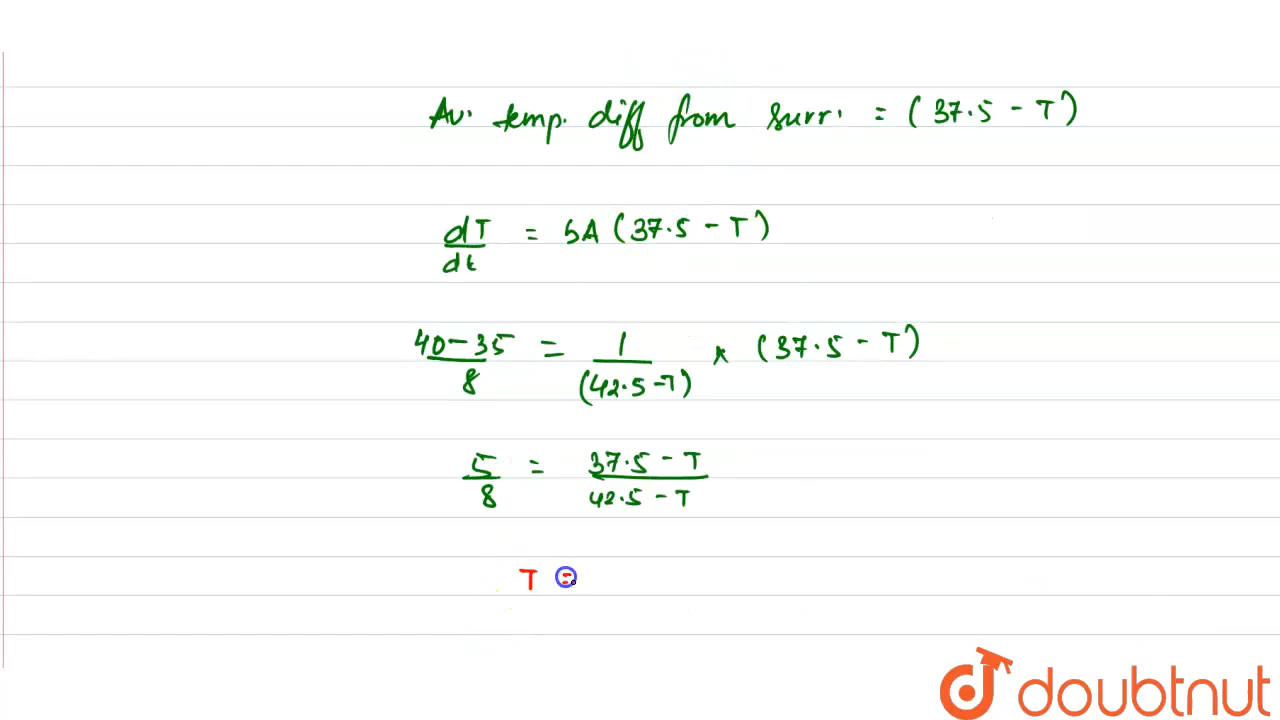 Av. temp. diff from surr. = (37.5 - T)
dT/dt = bA (37.5 - T)
40-35/8 = 1/(42.5-T) × (37.5 - T)
5/8 = 37.5 - T/42.5 - T
T =
doubtnut